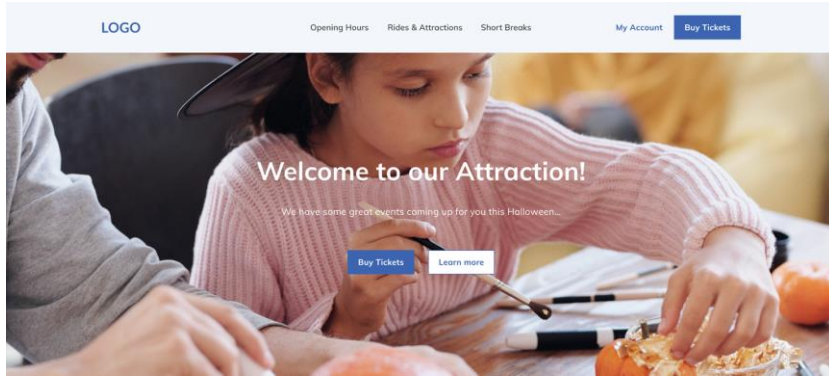 LOGO
Opening Hours Rides & Attractions Short Breaks My Account Buy Tickets
Welcome to our Attraction!
We have some great events coming up for you this Halloween...
Buy Tickets Learn more